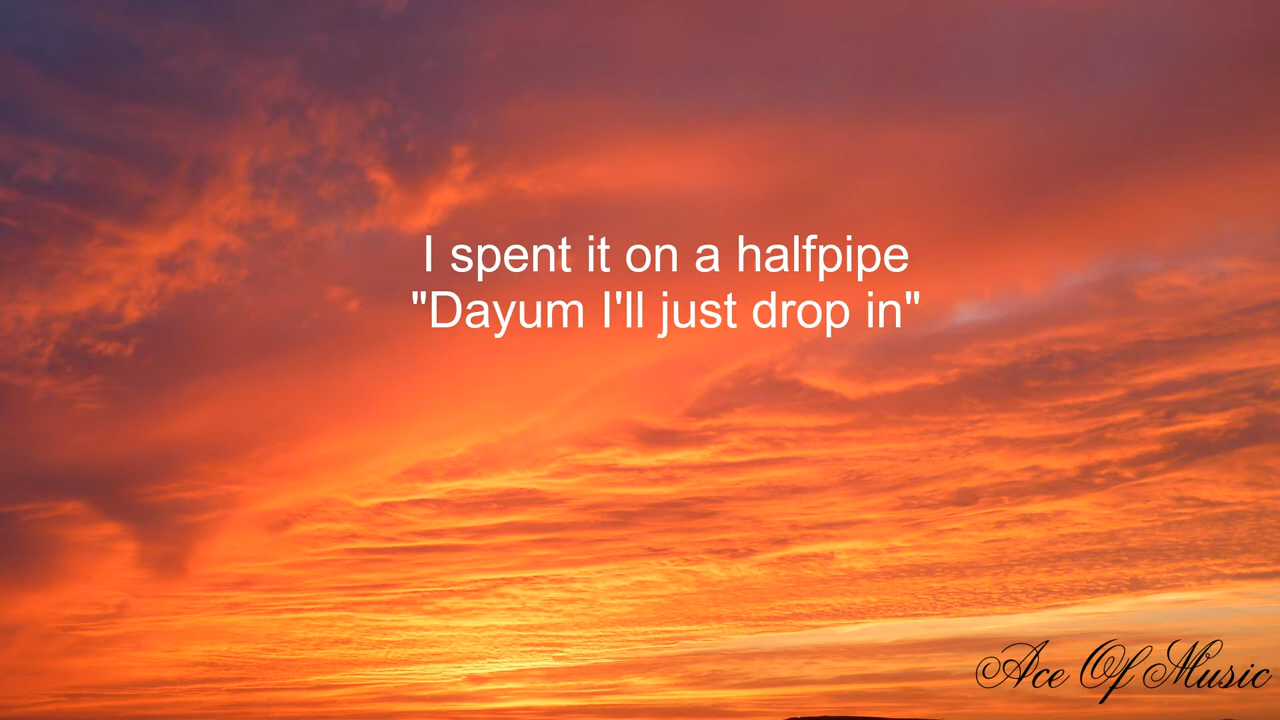 I spent it on a halfpipe
"Dayum I'll just drop in"
Ace Of Music